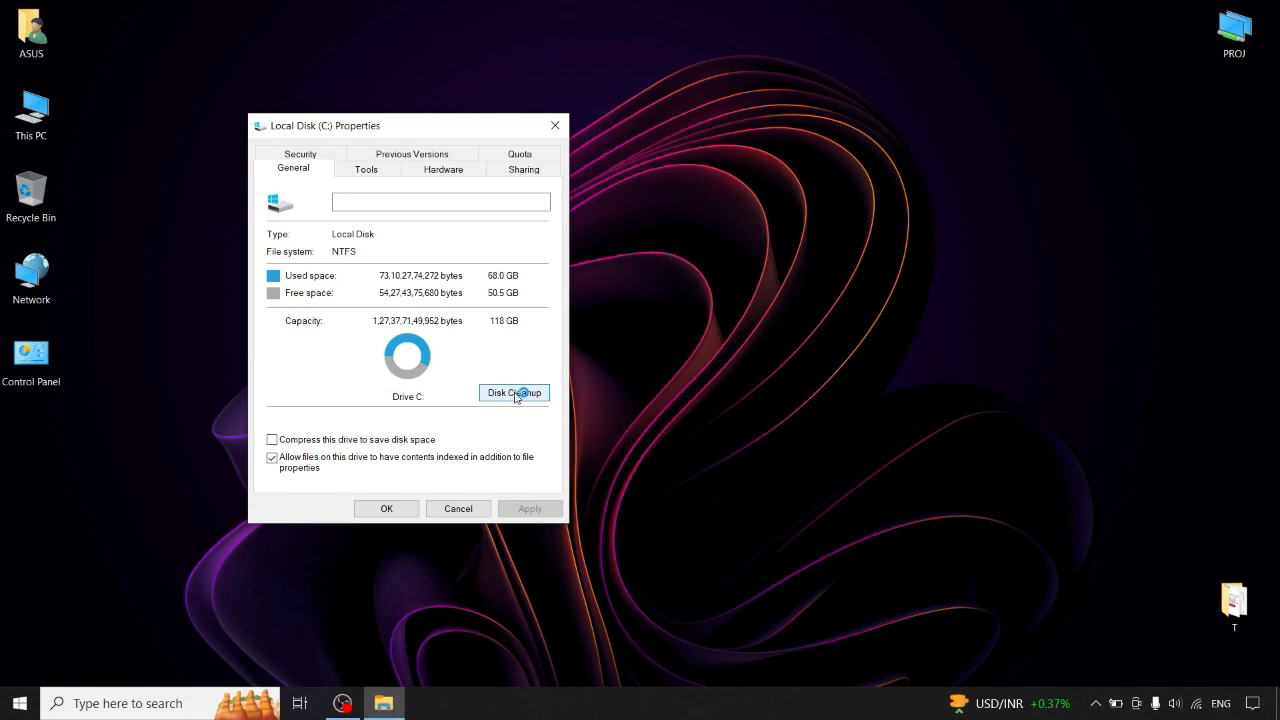 ASUS
This PC
Recycle Bin
Network
Control Panel
PROJ
T
Local Disk (C:) Properties
Security Previous Versions Quota
General Tools Hardware Sharing
Type: Local Disk
File system: NTFS
Used space: 73,10,27,74,272 bytes 68.0 GB
Free space: 54,27,43,75,680 bytes 50.5 GB
Capacity: 1,27,37,71,49,952 bytes 118 GB
Drive C: Disk Cleanup
Compress this drive to save disk space
Allow files on this drive to have contents indexed in addition to file
properties
OK Cancel Apply
Type here to search USD/INR +0.37% ENG